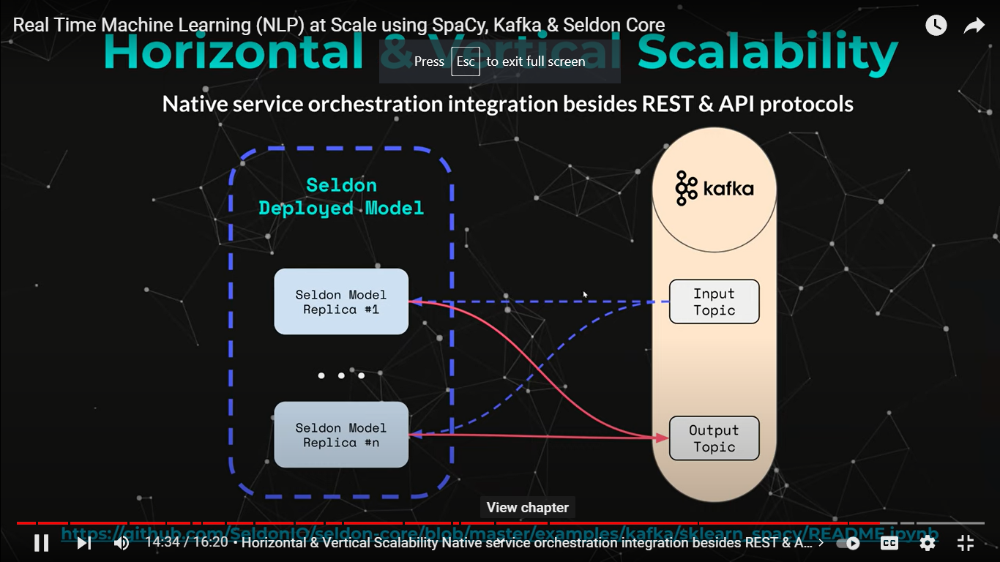 Real Time Machine Learning (NLP) at Scale using SpaCy, Kafka & Seldon Core
Horizontal & Vertical Scalability
Press Esc to exit full screen
Native service orchestration integration besides REST & API protocols
Seldon
Deployed Model
kafka
Seldon Model
Replica #1
Input
Topic
• • •
Seldon Model
Replica #n
Output
Topic
View chapter
https://github.com/SeldonIO/seldon-core/blob/master/examples/kafka/sklearn_spacy/README.ipynb
14:34 / 16:20 • Horizontal & Vertical Scalability Native service orchestration integration besides REST & A... >
CC